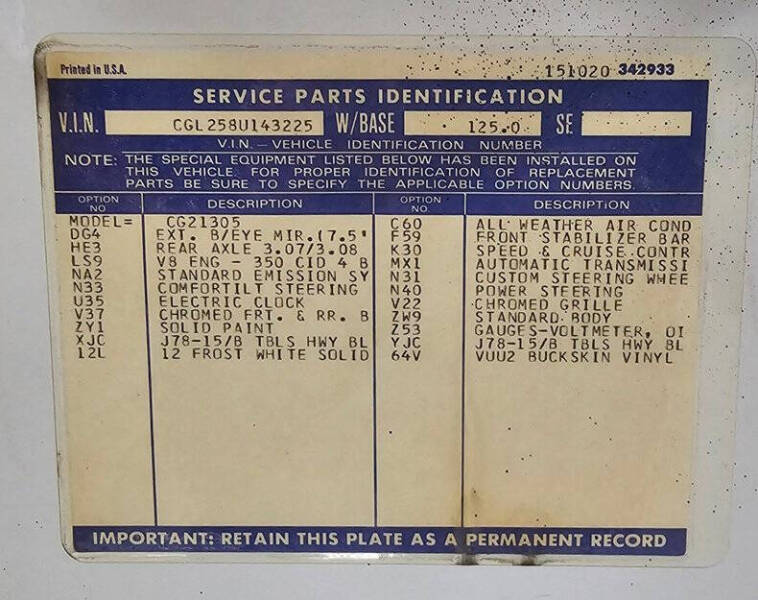 Printed in U.S.A. 151020 342933
SERVICE PARTS IDENTIFICATION
V.I.N. CGL258U143225 W/BASE 125.0 SE
V.I.N. – VEHICLE IDENTIFICATION NUMBER
NOTE: THE SPECIAL EQUIPMENT LISTED BELOW HAS BEEN INSTALLED ON
THIS VEHICLE. FOR PROPER IDENTIFICATION OF REPLACEMENT
PARTS BE SURE TO SPECIFY THE APPLICABLE OPTION NUMBERS.
OPTION NO. DESCRIPTION OPTION NO. DESCRIPTION
MODEL= CG21305 C60 ALL WEATHER AIR COND
DG4 EXT. B/EYE MIR.(7.5" F59 FRONT STABILIZER BAR
HE3 REAR AXLE 3.07/3.08 K30 SPEED & CRUISE CONTR
LS9 V8 ENG - 350 CID 4 B MX1 AUTOMATIC TRANSMISSI
NA2 STANDARD EMISSION SY N31 CUSTOM STEERING WHEE
N33 COMFORTILT STEERING N40 POWER STEERING
U35 ELECTRIC CLOCK V22 CHROMED GRILLE
V37 CHROMED FRT. & RR. B ZW9 STANDARD BODY
ZY1 SOLID PAINT Z53 GAUGES-VOLTMETER, OI
XJC J78-15/B TBLS HWY BL YJC J78-15/B TBLS HWY BL
12L 12 FROST WHITE SOLID 64V VUU2 BUCKSKIN VINYL
IMPORTANT: RETAIN THIS PLATE AS A PERMANENT RECORD